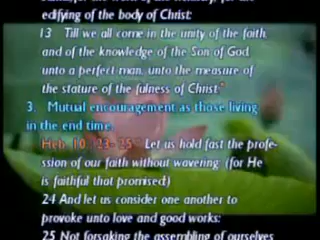 edifying of the body of Christ:
13 Till we all come in the unity of the faith,
and of the knowledge of the Son of God,
unto a perfect man, unto the measure of
the stature of the fulness of Christ"
3. Mutual encouragement as those living
in the end time.
Heb. 10: 23- 25 Let us hold fast the profe-
ssion of our faith without wavering; (for He
is faithful that promised)
24 And let us consider one another to
provoke unto love and good works:
25 Not forsaking the assembling of ourselves